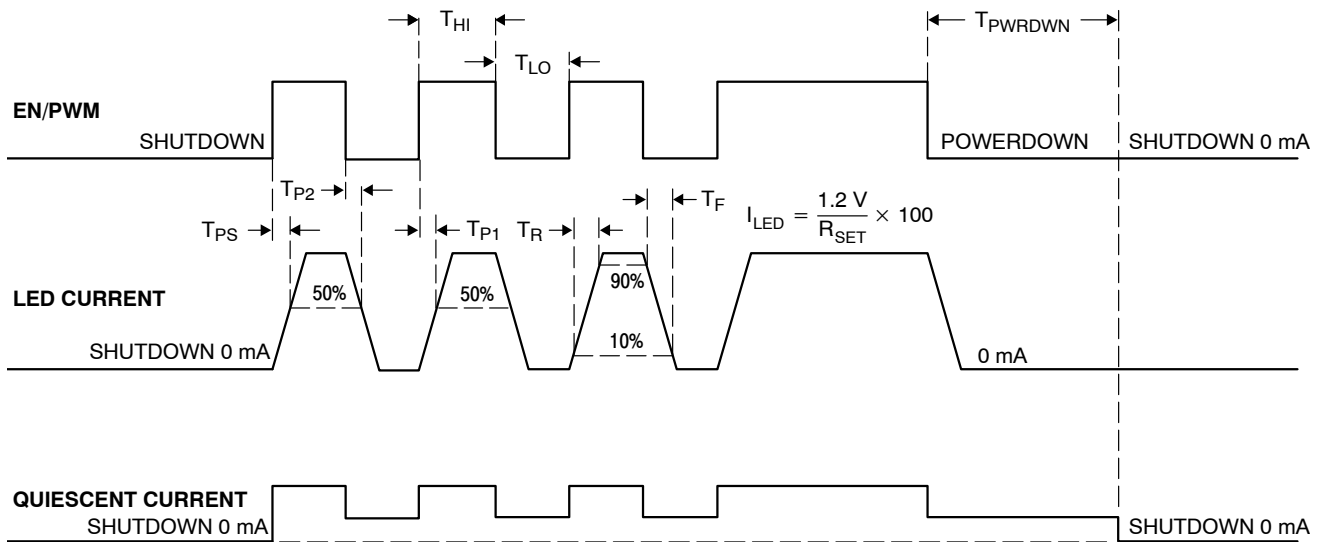 T_HI
T_PWRDWN
T_LO
EN/PWM
SHUTDOWN
POWERDOWN
SHUTDOWN 0 mA
T_P2
T_F
I_LED = 1.2 V / R_SET × 100
T_PS
T_P1
T_R
LED CURRENT
50%
50%
90%
10%
SHUTDOWN 0 mA
0 mA
QUIESCENT CURRENT
SHUTDOWN 0 mA
SHUTDOWN 0 mA